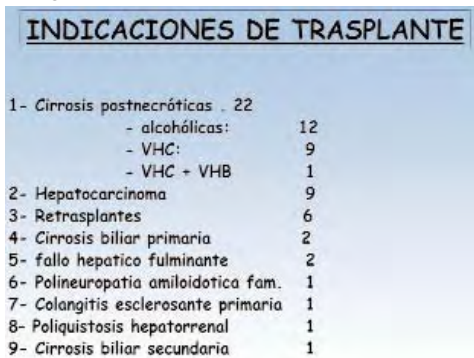 INDICACIONES DE TRASPLANTE
1- Cirrosis postnecróticas . 22
- alcohólicas: 12
- VHC: 9
- VHC + VHB 1
2- Hepatocarcinoma 9
3- Retrasplantes 6
4- Cirrosis biliar primaria 2
5- fallo hepatico fulminante 2
6- Polineuropatia amiloidotica fam. 1
7- Colangitis esclerosante primaria 1
8- Poliquistosis hepatorrenal 1
9- Cirrosis biliar secundaria 1